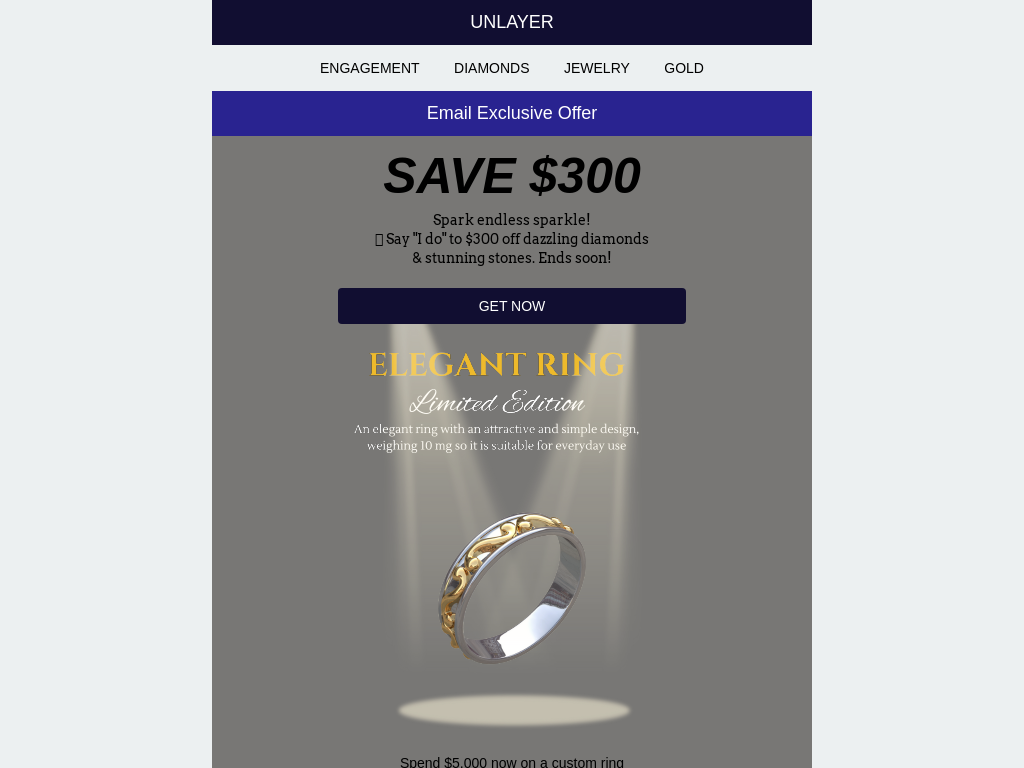 UNLAYER
ENGAGEMENT DIAMONDS JEWELRY GOLD
Email Exclusive Offer
SAVE $300
Spark endless sparkle!
Say "I do" to $300 off dazzling diamonds
& stunning stones. Ends soon!
GET NOW
ELEGANT RING
Limited Edition
An elegant ring with an attractive and simple design,
weighing 10 mg so it is suitable for everyday use
Spend $5,000 now on a custom ring